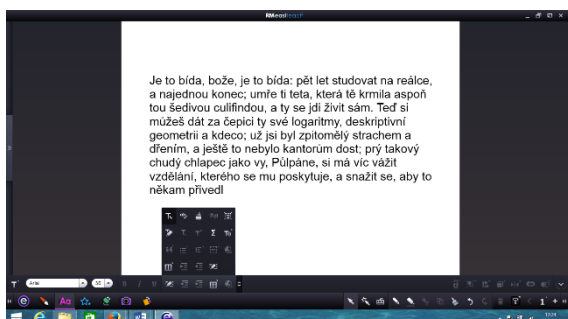 RMeasiteach
Je to bída, bože, je to bída: pět let studovat na reálce,
a najednou konec; umře ti teta, která tě krmila aspoň
tou šedivou culifindou, a ty se jdi živit sám. Teď si
můžeš dát za čepici ty své logaritmy, deskriptivní
geometrii a kdeco; už jsi byl zpitomělý strachem a
dřením, a ještě to nebylo kantorům dost; prý takový
chudý chlapec jako vy, Půlpáne, si má víc vážit
vzdělání, kterého se mu poskytuje, a snažit se, aby to
někam přivedl
Arial
B I
Aa
1